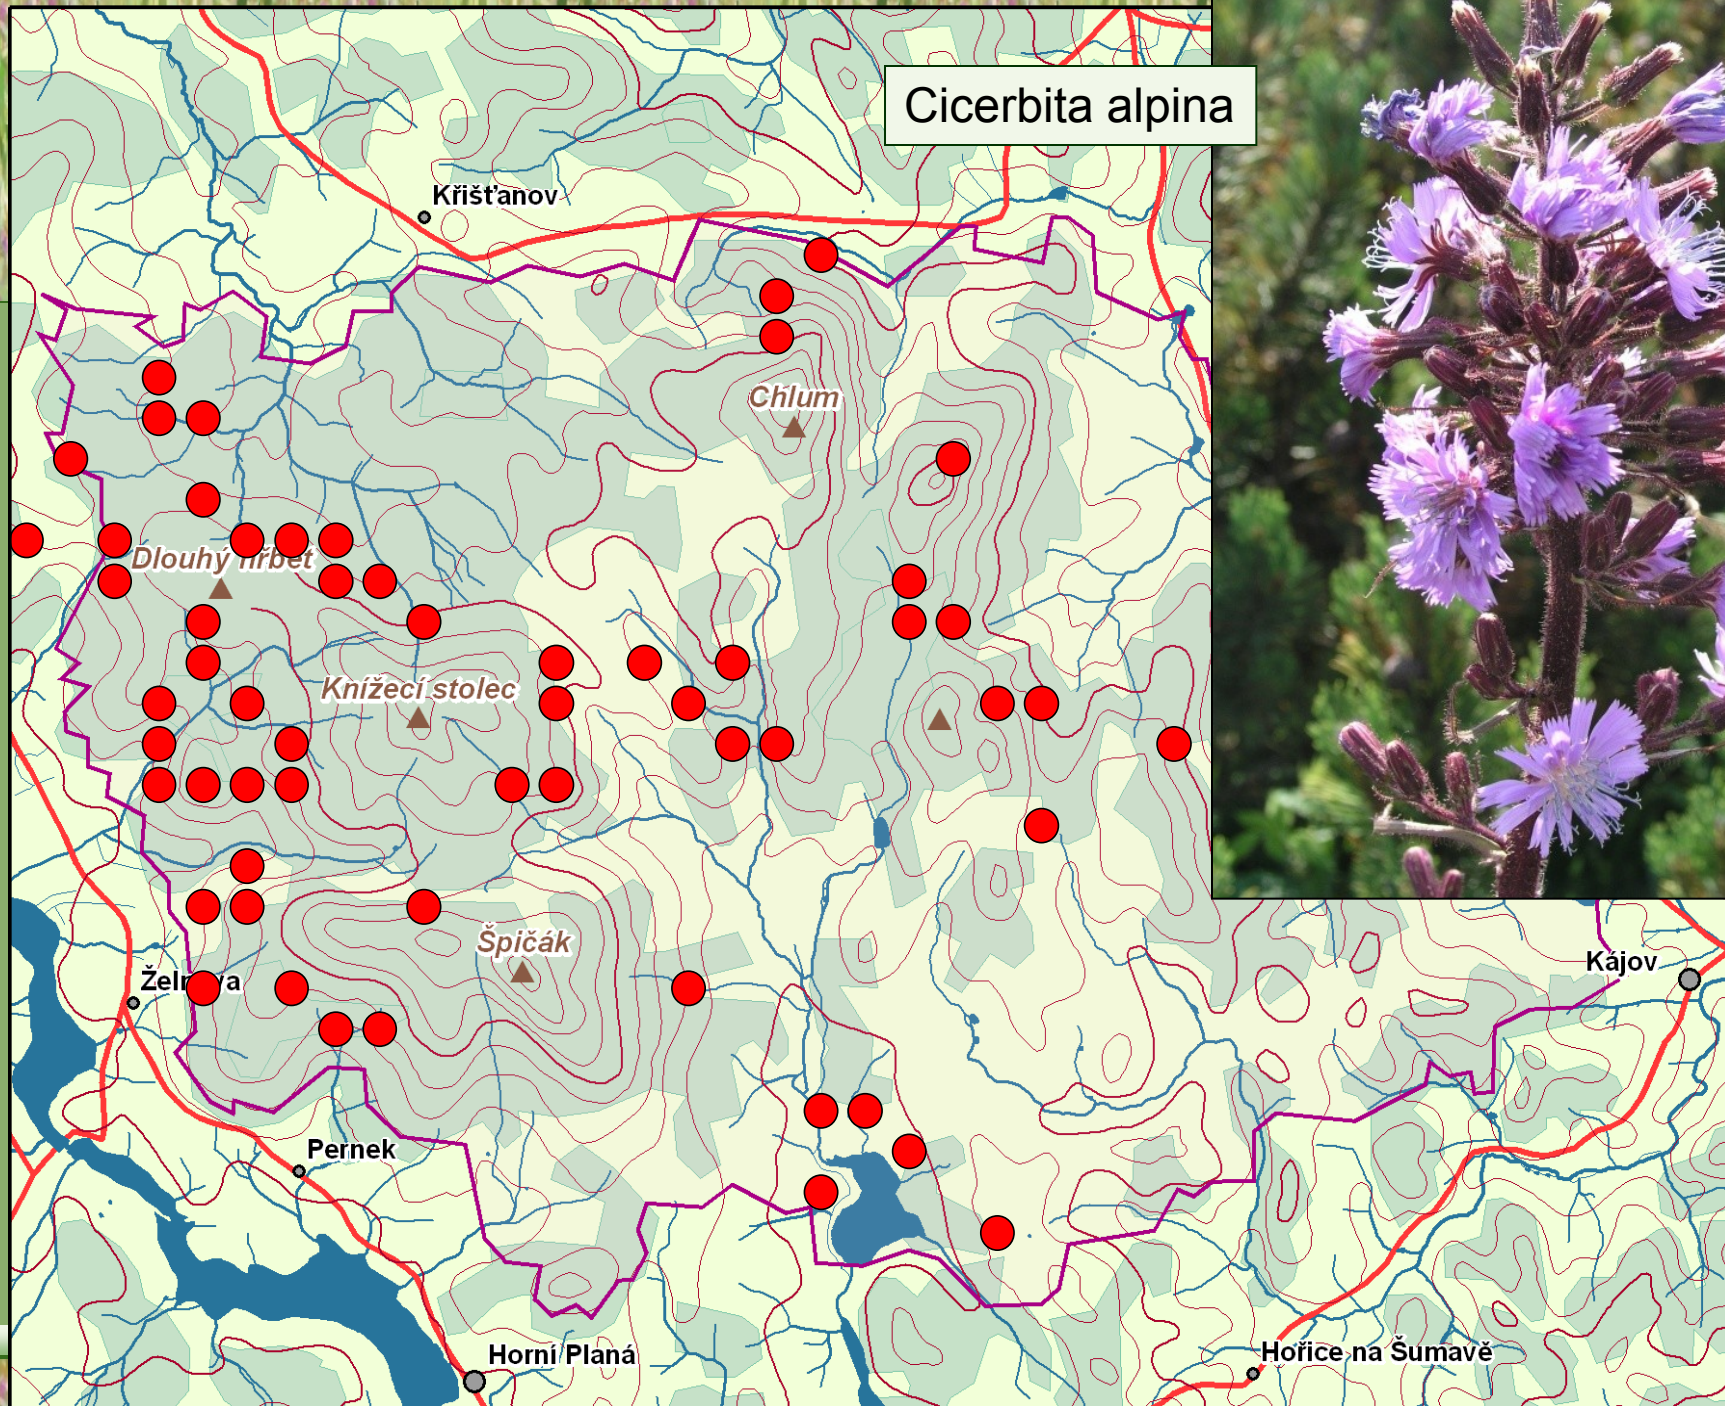 Cicerbita alpina
Křišťanov
Chlum
Dlouhý hřbet
Knížecí stolec
Špičák
Kájov
Pernek
Horní Planá
Hořice na Šumavě